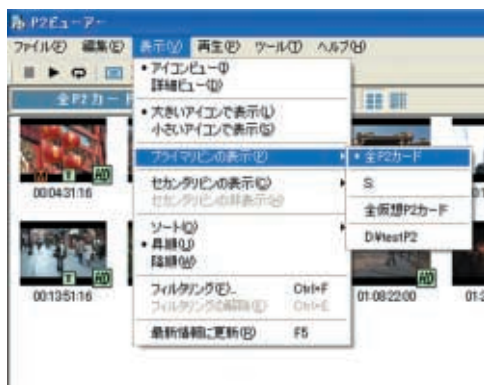 P2ビューアー
ファイル(F) 編集(E) 表示(V) 再生(P) ツール(T) ヘルプ(H)
アイコンビュー(I)
詳細ビュー(D)
大きいアイコンで表示(L)
小さいアイコンで表示(S)
プライマリビンの表示(P)
セカンダリビンの表示(C)
セカンダリビンの非表示(H)
ソート(O)
昇順(U)
降順(W)
フィルタリング(F)... Ctrl+F
フィルタリングの解除(E) Ctrl+E
最新情報に更新(R) F5
全P2カード
S:
全仮想P2カード
D:¥testP2
全P2カード
00:04:31:16
00:13:51:16
01:08:22:00